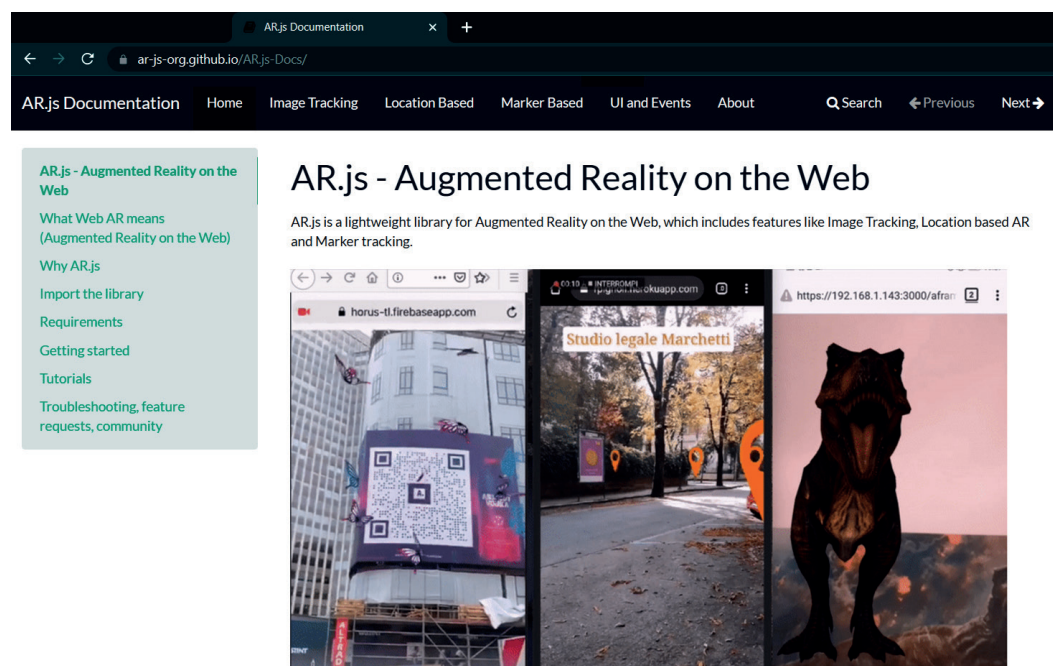 AR.js Documentation
ar-js-org.github.io/AR.js-Docs/
AR.js Documentation Home Image Tracking Location Based Marker Based UI and Events About Search Previous Next
AR.js - Augmented Reality on the
Web
What Web AR means
(Augmented Reality on the Web)
Why AR.js
Import the library
Requirements
Getting started
Tutorials
Troubleshooting, feature
requests, community
AR.js - Augmented Reality on the Web
AR.js is a lightweight library for Augmented Reality on the Web, which includes features like Image Tracking, Location based AR
and Marker tracking.
horus-tl.firebaseapp.com
ALTRAD
00:10 INTERROMPI
Studio legale Marchetti
https://192.168.1.143:3000/afram
2